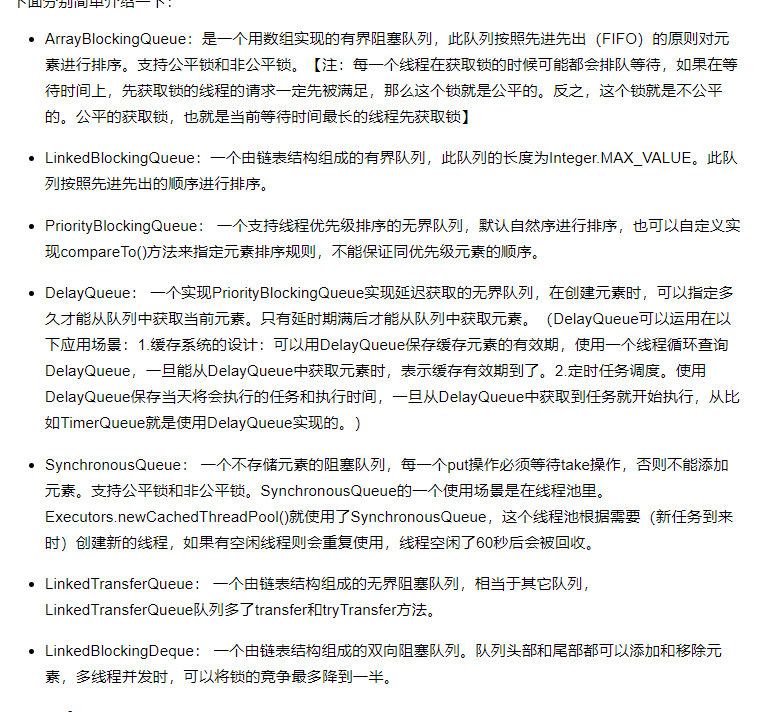 下面分别简单介绍一下：
ArrayBlockingQueue：是一个用数组实现的有界阻塞队列，此队列按照先进先出（FIFO）的原则对元
素进行排序。支持公平锁和非公平锁。【注：每一个线程在获取锁的时候可能都会排队等待，如果在等
待时间上，先获取锁的线程的请求一定先被满足，那么这个锁就是公平的。反之，这个锁就是不公平
的。公平的获取锁，也就是当前等待时间最长的线程先获取锁】
LinkedBlockingQueue：一个由链表结构组成的有界队列，此队列的长度为Integer.MAX_VALUE。此队
列按照先进先出的顺序进行排序。
PriorityBlockingQueue： 一个支持线程优先级排序的无界队列，默认自然序进行排序，也可以自定义实
现compareTo()方法来指定元素排序规则，不能保证同优先级元素的顺序。
DelayQueue： 一个实现PriorityBlockingQueue实现延迟获取的无界队列，在创建元素时，可以指定多
久才能从队列中获取当前元素。只有延时期满后才能从队列中获取元素。（DelayQueue可以运用在以
下应用场景：1.缓存系统的设计：可以用DelayQueue保存缓存元素的有效期，使用一个线程循环查询
DelayQueue，一旦能从DelayQueue中获取元素时，表示缓存有效期到了。2.定时任务调度。使用
DelayQueue保存当天将会执行的任务和执行时间，一旦从DelayQueue中获取到任务就开始执行，从比
如TimerQueue就是使用DelayQueue实现的。）
SynchronousQueue： 一个不存储元素的阻塞队列，每一个put操作必须等待take操作，否则不能添加
元素。支持公平锁和非公平锁。SynchronousQueue的一个使用场景是在线程池里。
Executors.newCachedThreadPool()就使用了SynchronousQueue，这个线程池根据需要（新任务到来
时）创建新的线程，如果有空闲线程则会重复使用，线程空闲了60秒后会被回收。
LinkedTransferQueue： 一个由链表结构组成的无界阻塞队列，相当于其它队列，
LinkedTransferQueue队列多了transfer和tryTransfer方法。
LinkedBlockingDeque： 一个由链表结构组成的双向阻塞队列。队列头部和尾部都可以添加和移除元
素，多线程并发时，可以将锁的竞争最多降到一半。